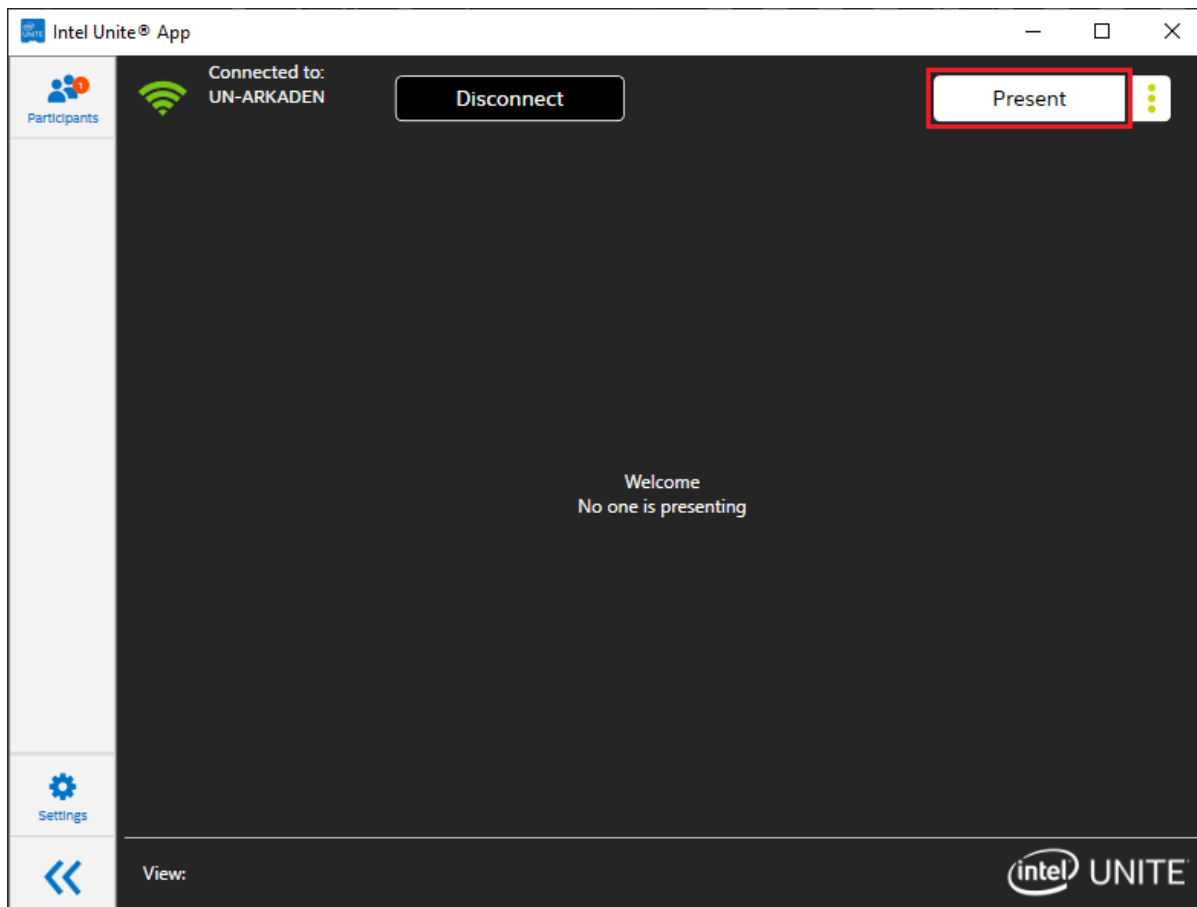 Intel Unite® App
Participants
1
Connected to:
UN-ARKADEN
Disconnect
Present
Welcome
No one is presenting
Settings
View:
intel UNITE